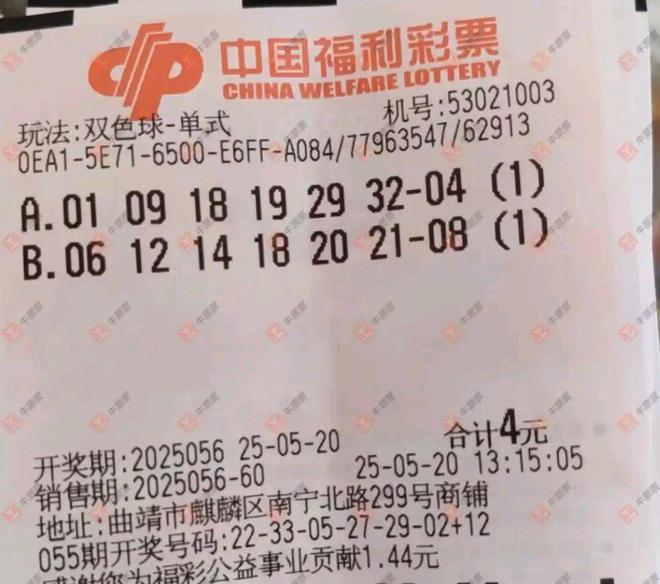 中国福利彩票
CHINA WELFARE LOTTERY
玩法:双色球-单式 机号:53021003
0EA1-5E71-6500-E6FF-A084/77963547/62913
A.01 09 18 19 29 32-04 (1)
B.06 12 14 18 20 21-08 (1)
合计4元
开奖期:2025056 25-05-20
销售期:2025056-60 25-05-20 13:15:05
地址:曲靖市麒麟区南宁北路299号商铺
055期开奖号码:22-33-05-27-29-02+12
感谢您为福彩公益事业贡献1.44元